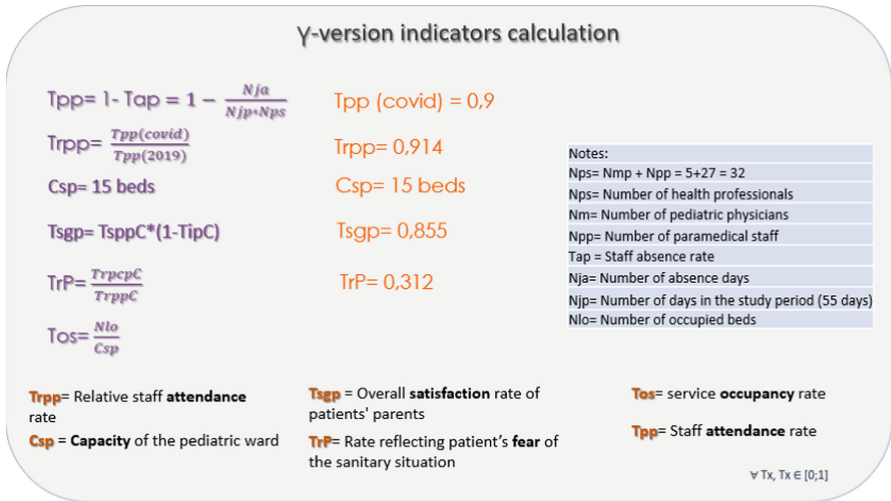 γ-version indicators calculation
Tpp= 1- Tap = 1 − Nja / Njp*Nps
Trpp= Tpp(covid) / Tpp(2019)
Csp= 15 beds
Tsgp= TsppC*(1-TipC)
TrP= TrpcpC / TrppC
Tos= Nlo / Csp
Tpp (covid) = 0,9
Trpp= 0,914
Csp= 15 beds
Tsgp= 0,855
TrP= 0,312
Notes:
Nps= Nmp + Npp = 5+27 = 32
Nps= Number of health professionals
Nm= Number of pediatric physicians
Npp= Number of paramedical staff
Tap = Staff absence rate
Nja= Number of absence days
Njp= Number of days in the study period (55 days)
Nlo= Number of occupied beds
Trpp= Relative staff attendance
rate
Csp = Capacity of the pediatric ward
Tsgp = Overall satisfaction rate of
patients' parents
TrP= Rate reflecting patient's fear of
the sanitary situation
Tos= service occupancy rate
Tpp= Staff attendance rate
∀ Tx, Tx ∈ [0;1]